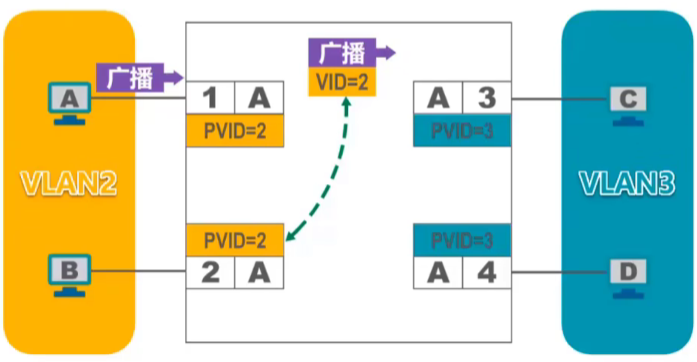 广播
广播
VID=2
A
1 A
A 3
C
PVID=2
PVID=3
VLAN2
VLAN3
PVID=2
PVID=3
B
2 A
A 4
D